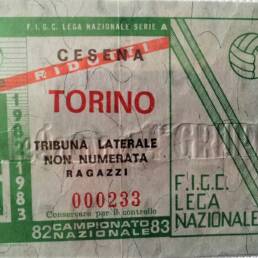 F.I.G.C. LEGA NAZIONALE SERIE A
CESENA
RIDOTTI
TORINO
TRIBUNA LATERALE
NON NUMERATA
RAGAZZI
000233
Conservare per il controllo
82 CAMPIONATO NAZIONALE 83
1983
F.I.G.C.
LEGA
NAZIONALE